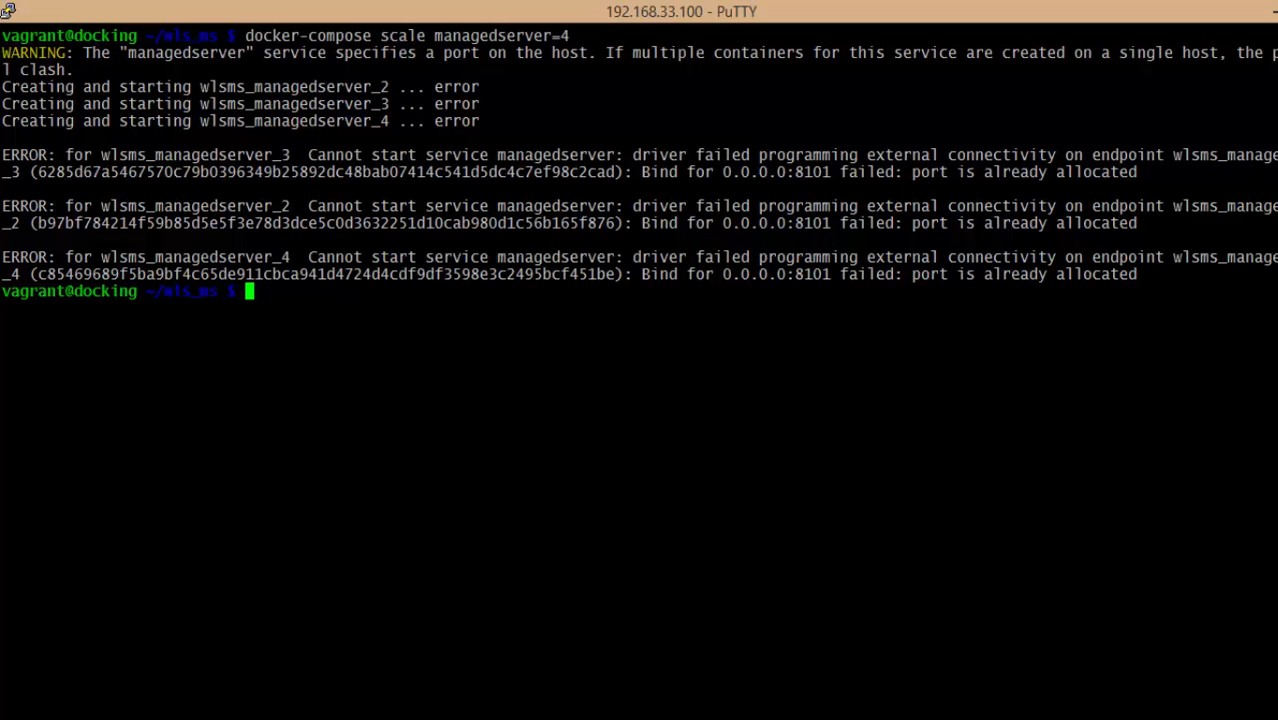 192.168.33.100 - PuTTY
vagrant@docking ~/wls_ms $ docker-compose scale managedserver=4
WARNING: The "managedserver" service specifies a port on the host. If multiple containers for this service are created on a single host, the p
l clash.
Creating and starting wlsms_managedserver_2 ... error
Creating and starting wlsms_managedserver_3 ... error
Creating and starting wlsms_managedserver_4 ... error
ERROR: for wlsms_managedserver_3  Cannot start service managedserver: driver failed programming external connectivity on endpoint wlsms_manage
_3 (6285d67a5467570c79b0396349b25892dc48bab07414c541d5dc4c7ef98c2cad): Bind for 0.0.0.0:8101 failed: port is already allocated
ERROR: for wlsms_managedserver_2  Cannot start service managedserver: driver failed programming external connectivity on endpoint wlsms_manage
_2 (b97bf784214f59b85d5e5f3e78d3dce5c0d3632251d10cab980d1c56b165f876): Bind for 0.0.0.0:8101 failed: port is already allocated
ERROR: for wlsms_managedserver_4  Cannot start service managedserver: driver failed programming external connectivity on endpoint wlsms_manage
_4 (c85469689f5ba9bf4c65de911cbca941d4724d4cdf9df3598e3c2495bcf451be): Bind for 0.0.0.0:8101 failed: port is already allocated
vagrant@docking ~/wls_ms $